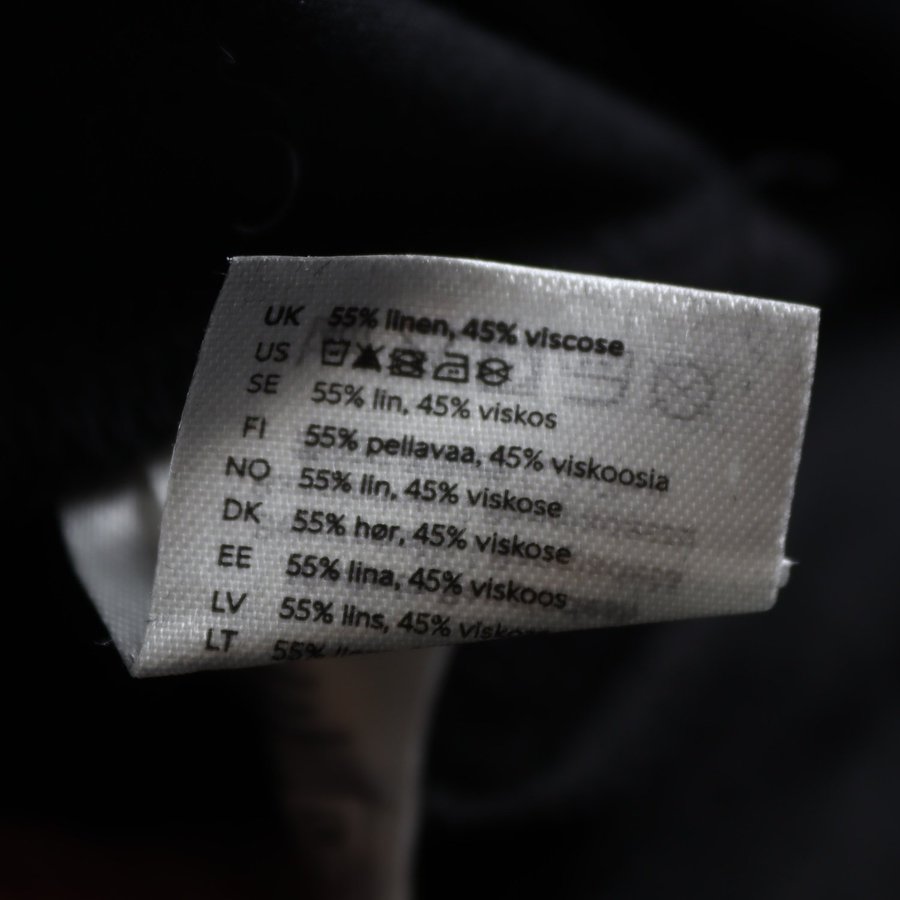 UK 55% linen, 45% viscose
US
SE 55% lin, 45% viskos
FI 55% pellavaa, 45% viskoosia
NO 55% lin, 45% viskose
DK 55% hør, 45% viskose
EE 55% lina, 45% viskoos
LV 55% lins, 45%
LT 55%